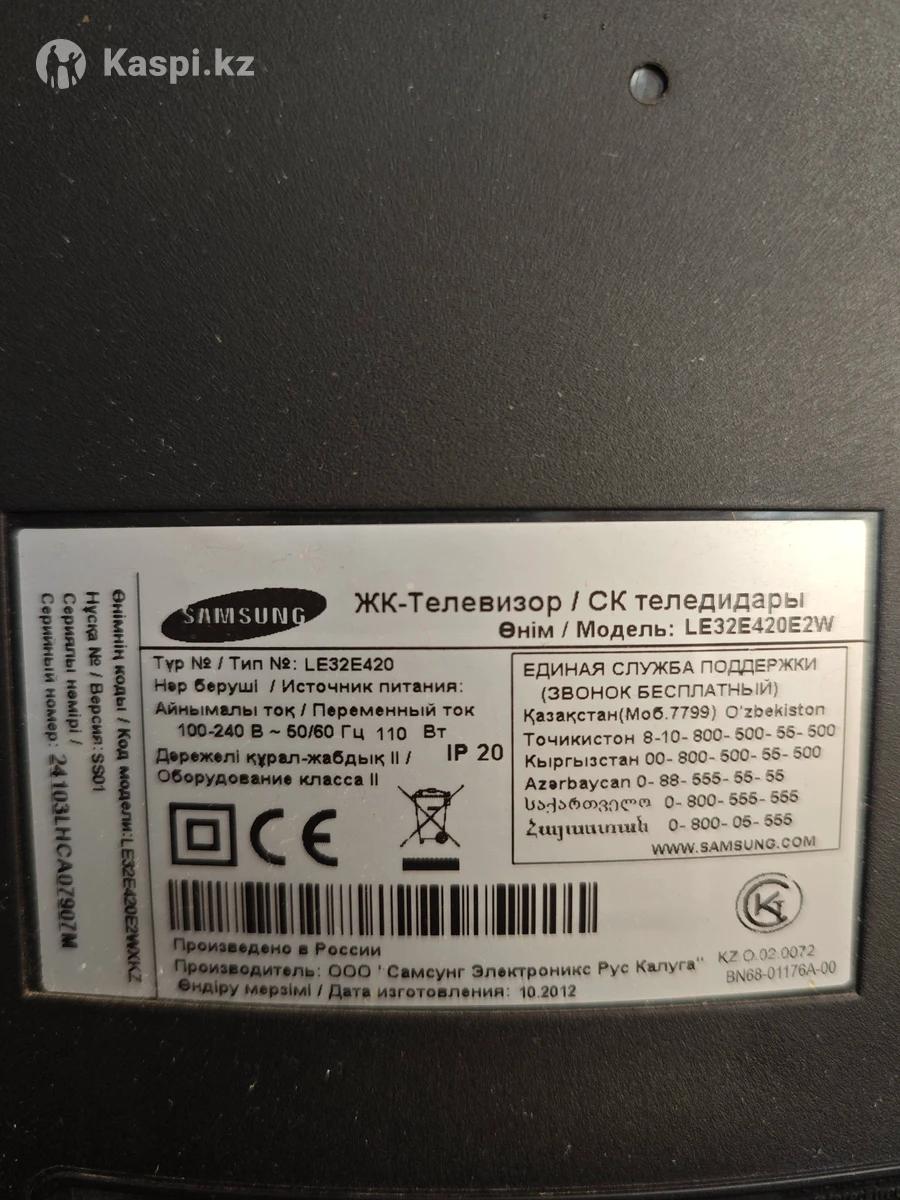 Kaspi.kz
SAMSUNG
ЖК-Телевизор / СК теледидары
Өнім / Модель: LE32E420E2W
Түр № / Тип №: LE32E420
Нәр беруші / Источник питания:
Айнымалы тоқ / Переменный ток
100-240 В ~ 50/60 Гц 110 Вт
Дәрежелі құрал-жабдық II /
Оборудование класса II
IP 20
ЕДИНАЯ СЛУЖБА ПОДДЕРЖКИ
(ЗВОНОК БЕСПЛАТНЫЙ)
Қазақстан(Моб.7799) O'zbekiston
Точикистон 8-10-800-500-55-500
Кыргызстан 00-800-500-55-500
Azərbaycan 0-88-555-55-55
საქართველო 0-800-555-555
Հայաստան 0-800-05-555
WWW.SAMSUNG.COM
CE
Произведено в России
Производитель: ООО "Самсунг Электроникс Рус Калуга"
Өндіру мерзімі / Дата изготовления: 10.2012
KZ.O.02.0072
BN68-01176A-00
Өнімнің коды / Код модели:LE32E420E2WXKZ
Нұсқа № / Версия:SS01
Сериялы нөмірі /
Серийный номер: 24103LHCA07907M